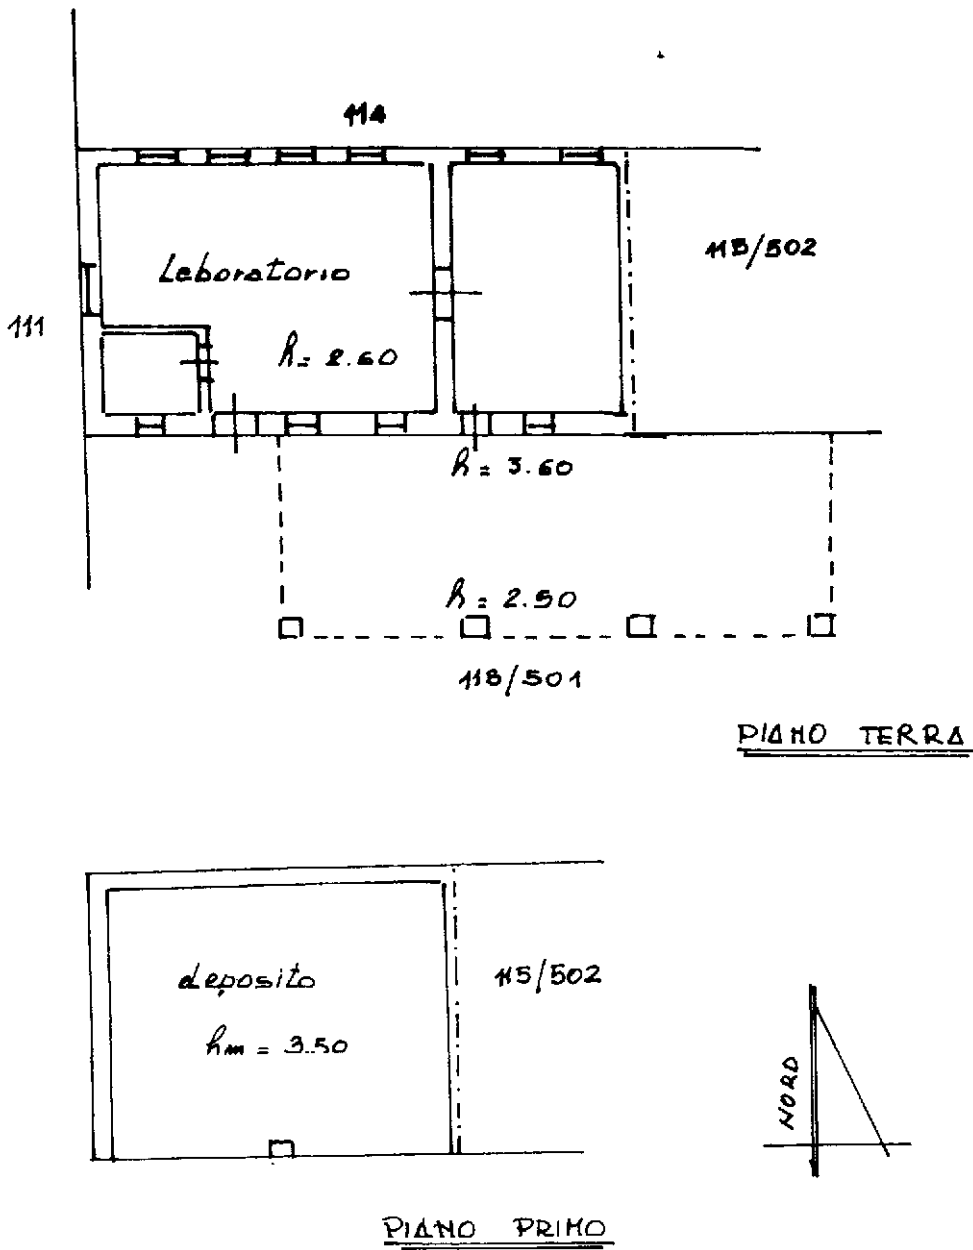 114
Laboratorio
115/502
111
h = 2.60
h = 3.60
h = 2.50
118/501
PIANO TERRA
deposito
115/502
hm = 3.50
NORD
PIANO PRIMO